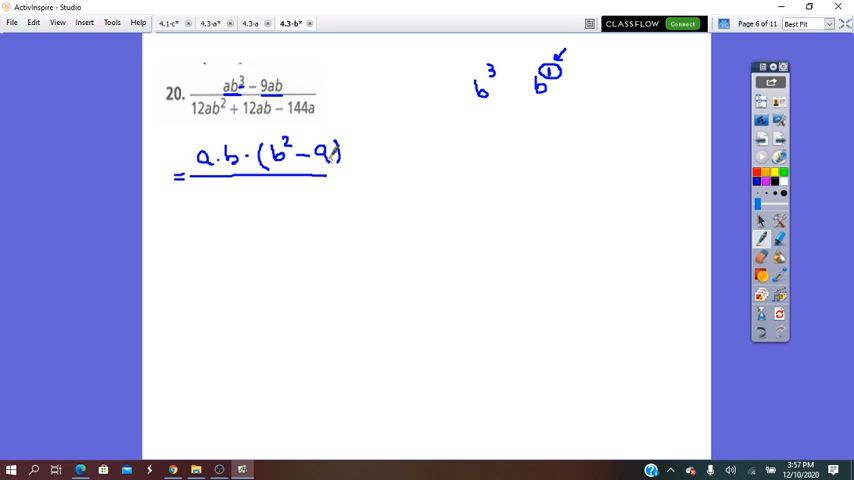 ActivInspire - Studio
File Edit View Insert Tools Help
4.1-c* 4.3-a* 4.3-a 4.3-b*
CLASSFLOW Connect Page 6 of 11 Best Fit
b³ b¹
20. ab³ − 9ab
12ab² + 12ab − 144a
a·b·(b² − 9)
=
3:57 PM
12/10/2020